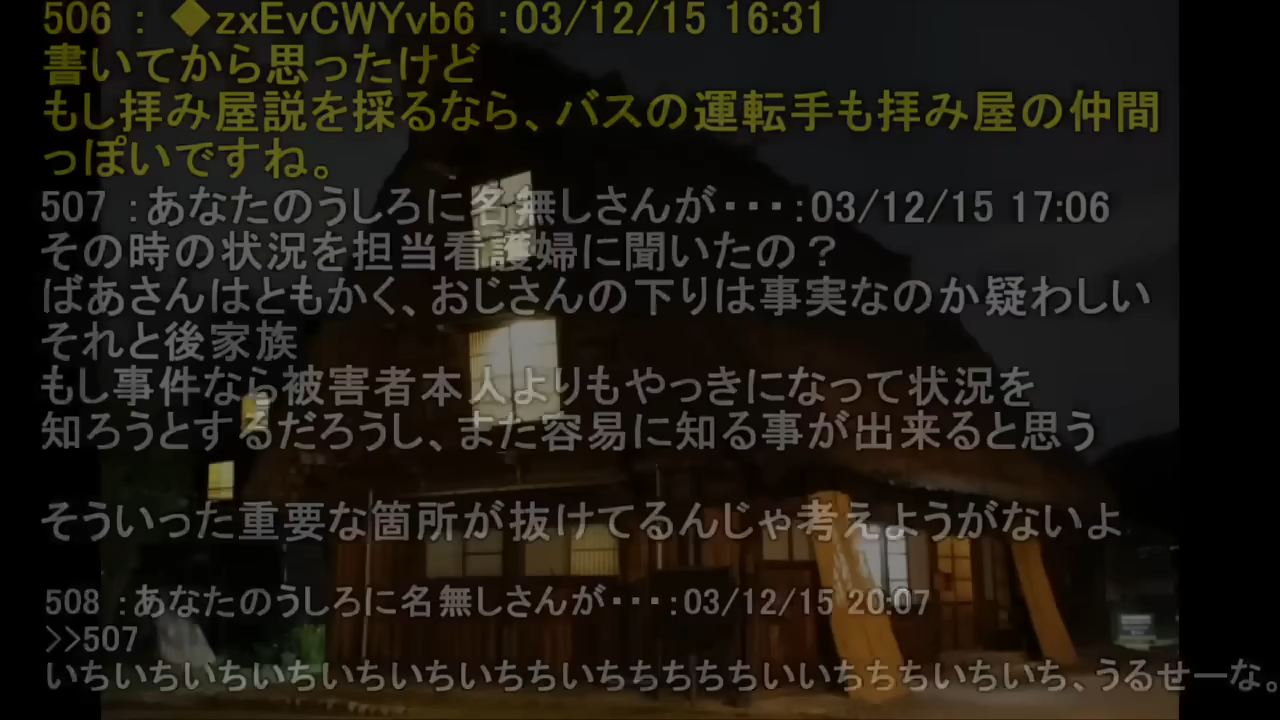 506 : ◆zxEvCWYvb6 :03/12/15 16:31
書いてから思ったけど
もし拝み屋説を採るなら、バスの運転手も拝み屋の仲間
っぽいですね。
507 :あなたのうしろに名無しさんが・・・:03/12/15 17:06
その時の状況を担当看護婦に聞いたの？
ばあさんはともかく、おじさんの下りは事実なのか疑わしい
それと後家族
もし事件なら被害者本人よりもやっきになって状況を
知ろうとするだろうし、また容易に知る事が出来ると思う
そういった重要な箇所が抜けてるんじゃ考えようがないよ
508 :あなたのうしろに名無しさんが・・・:03/12/15 20:07
>>507
いちいちいちいちいちいちいちいちちちちちいいちちちいちいち、うるせーな。